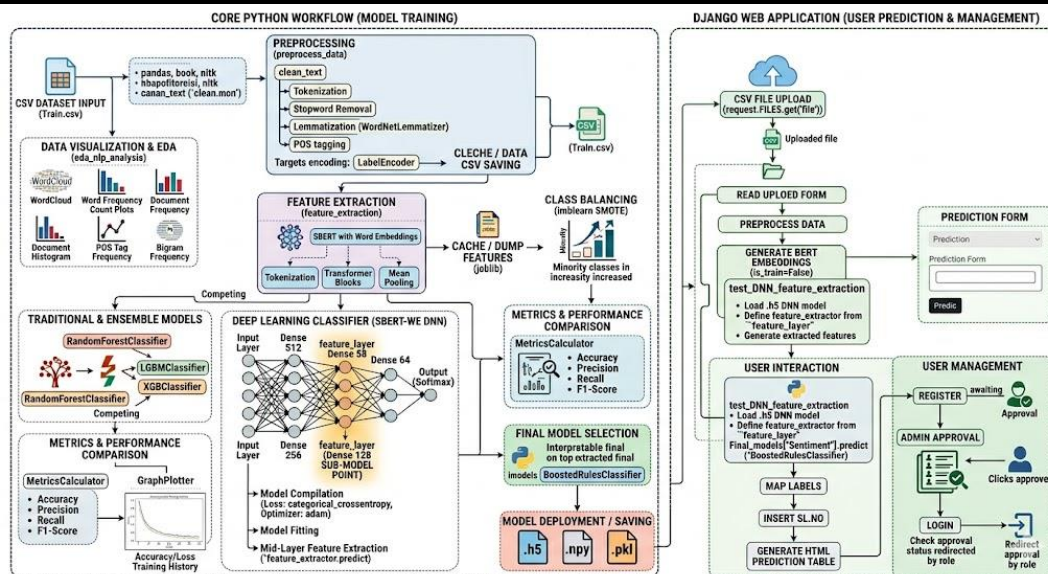 CORE PYTHON WORKFLOW (MODEL TRAINING)
CSV DATASET INPUT
(Train.csv)
pandas, book, nltk
hbapofitoreisi, nltk
canan_text ("clean.mon")
PREPROCESSING
(preprocess_data)
clean_text
Tokenization
Stopword Removal
Lemmatization (WordNetLemmatizer)
POS tagging
Targets encoding:
LabelEncoder
CLECHE / DATA
CSV SAVING
CSV
(Train.csv)
DATA VISUALIZATION & EDA
(eda_nlp_analysis)
WordCloud
WordCloud
Word Frequency
Count Plots
Document
Frequency
Document
Histogram
POS Tag
Frequency
Bigram
Frequency
FEATURE EXTRACTION
(feature_extraction)
SBERT with Word Embeddings
Tokenization
Transformer
Blocks
Mean
Pooling
CACHE / DUMP
FEATURES
(joblib)
CLASS BALANCING
(imblearn SMOTE)
Minority
Minority classes in
increasity increased
Competing
TRADITIONAL & ENSEMBLE MODELS
RandomForestClassifier
LGBMClassifier
XGBClassifier
RandomForestClassifier
Competing
METRICS & PERFORMANCE
COMPARISON
MetricsCalculator
• Accuracy
• Precision
• Recall
• F1-Score
GraphPlotter
Accuracy/Loss
Training History
DEEP LEARNING CLASSIFIER (SBERT-WE DNN)
Input
Layer
Dense
512
feature_layer
Dense 58
Dense 64
Output
(Softmax)
Input
Layer
Dense
256
feature_layer
(Dense 12B
SUB-MODEL
POINT)
Model Compilation
(Loss: categorical_crossentropy,
Optimizer: adam)
Model Fitting
Mid-Layer Feature Extraction
("feature_extractor.predict")
METRICS & PERFORMANCE
COMPARISON
MetricsCalculator
• Accuracy
• Precision
• Recall
• F1-Score
FINAL MODEL SELECTION
Interpretable final
on top extracted final
imodels
BoostedRulesClassifier
MODEL DEPLOYMENT / SAVING
.h5
.npy
.pkl
DJANGO WEB APPLICATION (USER PREDICTION & MANAGEMENT)
CSV FILE UPLOAD
(request.FILES.get("file"))
Uploaded file
READ UPLOED FORM
PREPROCESS DATA
GENERATE BERT
EMBEDDINGS
(is_train=False)
test_DNN_feature_extraction
• Load .h5 DNN model
• Define feature_extractor from
``feature_layer"
• Generate extracted features
PREDICTION FORM
Prediction
Prediction Form
Predic
USER INTERACTION
test_DNN_feature_extraction
• Load .h5 DNN model
• Define feature_extractor from
``feature_layer"
Final_models["Sentiment"].predict
("BoostedRulesClassifier)
MAP LABELS
INSERT SL.NO
GENERATE HTML
PREDICTION TABLE
USER MANAGEMENT
REGISTER
awaiting
Approval
ADMIN APPROVAL
Clicks approve
LOGIN
Check approval
status redirected
by role
Redirect
approval
by role